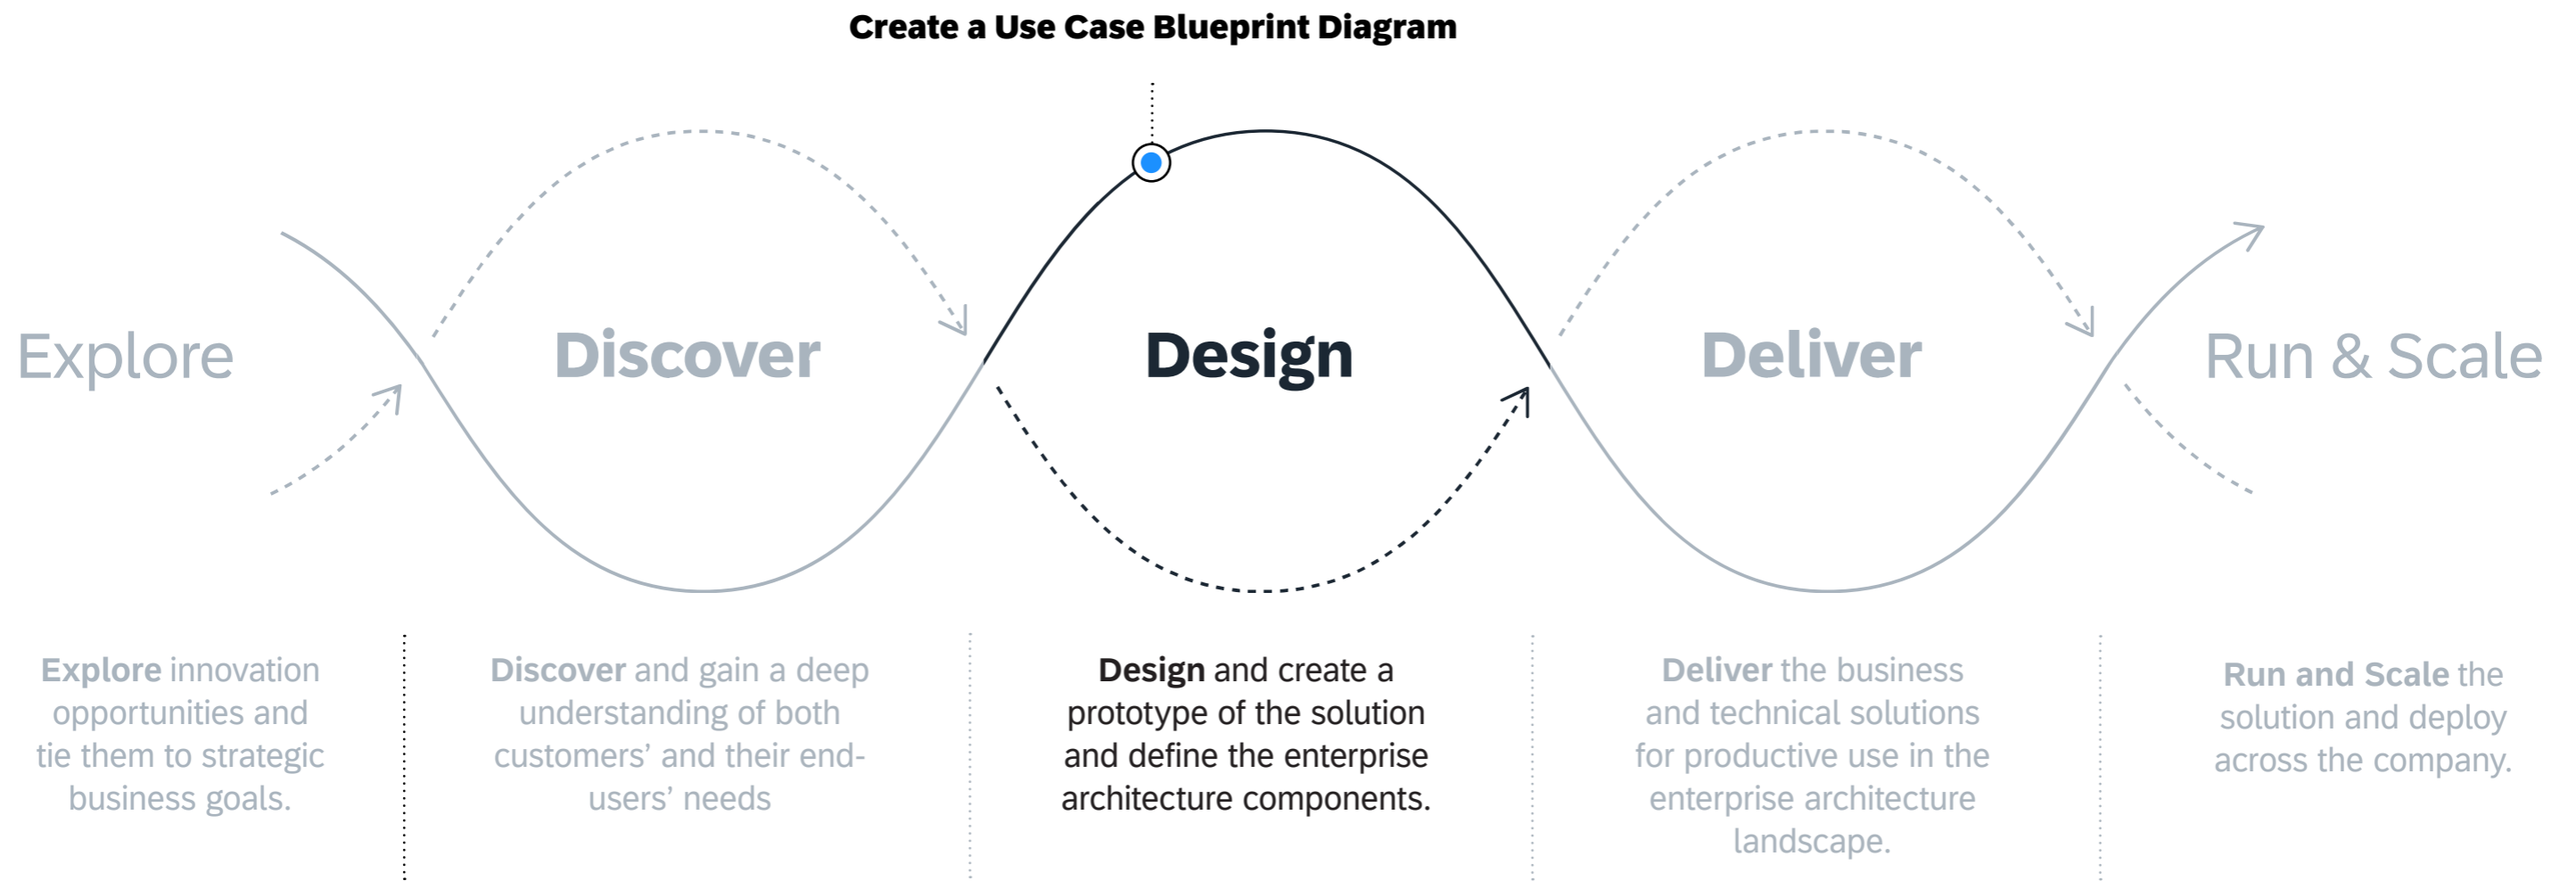 Create a Use Case Blueprint Diagram
Explore
Discover
Design
Deliver
Run & Scale
Explore innovation
opportunities and
tie them to strategic
business goals.
Discover and gain a deep
understanding of both
customers’ and their end-
users’ needs
Design and create a
prototype of the solution
and define the enterprise
architecture components.
Deliver the business
and technical solutions
for productive use in the
enterprise architecture
landscape.
Run and Scale the
solution and deploy
across the company.